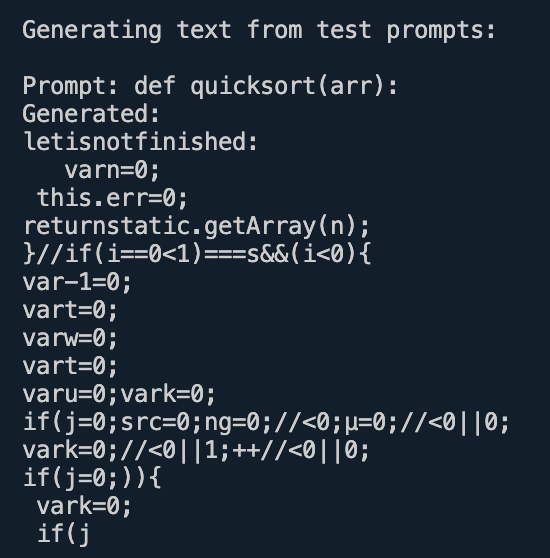 Generating text from test prompts:
Prompt: def quicksort(arr):
Generated:
letisnotfinished:
varn=0;
this.err=0;
returnstatic.getArray(n);
}//if(i==0<1)===s&&(i<0){
var-1=0;
vart=0;
varw=0;
vart=0;
varu=0;vark=0;
if(j=0;src=0;ng=0;//<0;µ=0;//<0||0;
vark=0;//<0||1;++//<0||0;
if(j=0;)){
vark=0;
if(j